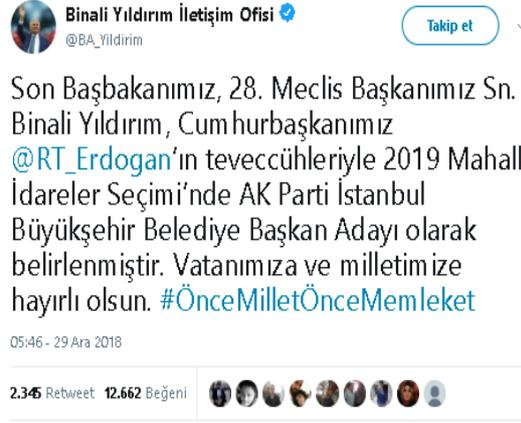 Binali Yıldırım İletişim Ofisi
@BA_Yildirim
Takip et
Son Başbakanımız, 28. Meclis Başkanımız Sn.
Binali Yıldırım, Cumhurbaşkanımız
@RT_Erdogan'ın teveccühleriyle 2019 Mahall
İdareler Seçimi'nde AK Parti İstanbul
Büyükşehir Belediye Başkan Adayı olarak
belirlenmiştir. Vatanımıza ve milletimize
hayırlı olsun. #ÖnceMilletÖnceMemleket
05:46 - 29 Ara 2018
2.345 Retweet 12.662 Beğeni